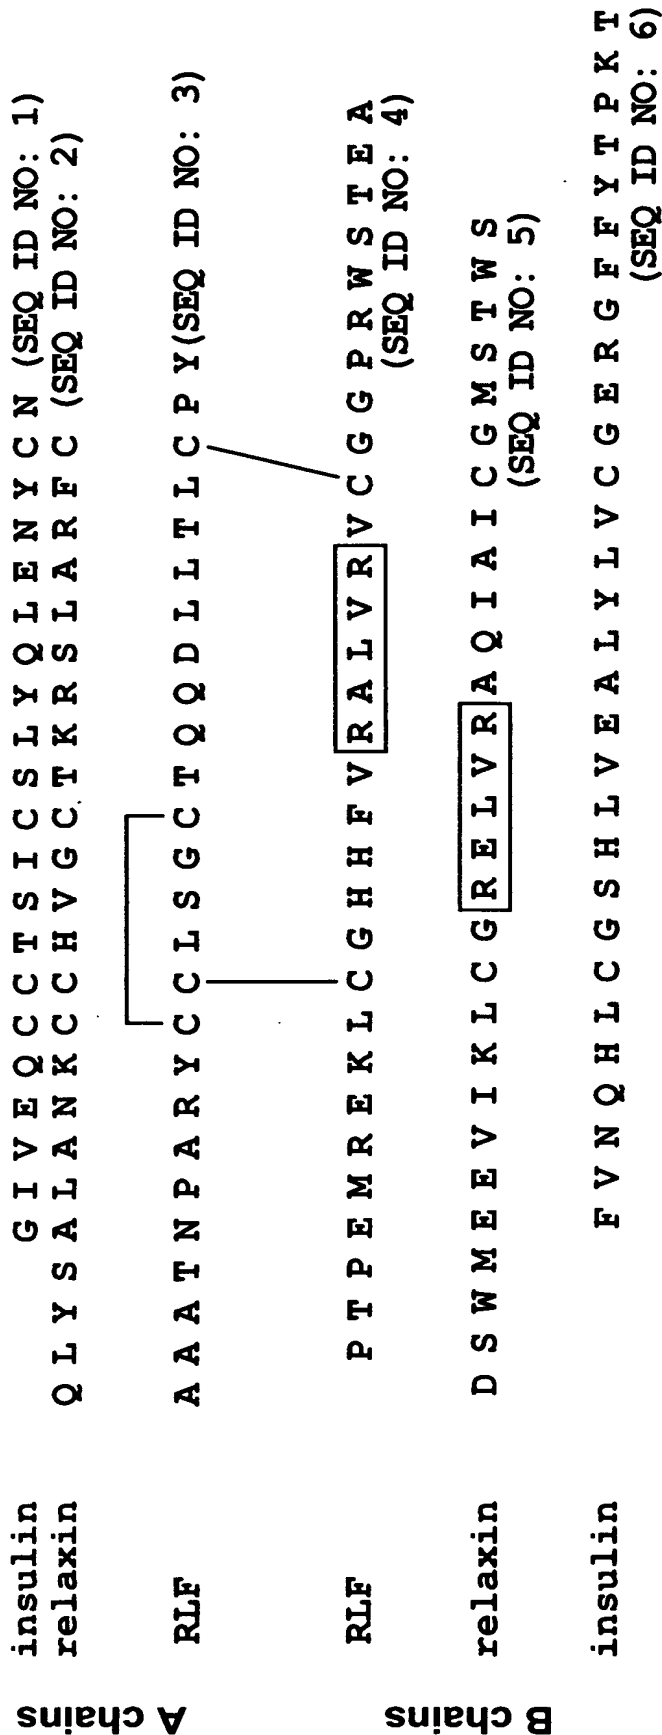 A chains
insulin G I V E Q C C T S I C S L Y Q L E N Y C N (SEQ ID NO: 1)
relaxin Q L Y S A L A N K C C H V G C T K R S L A R F C (SEQ ID NO: 2)
RLF A A A T N P A R Y C C L S G C T Q Q D L L T L C P Y (SEQ ID NO: 3)
B chains
RLF P T P E M R E K L C G H H F V R A L V R V C G G P R W S T E A
(SEQ ID NO: 4)
relaxin D S W M E E V I K L C G R E L V R A Q I A I C G M S T W S
(SEQ ID NO: 5)
insulin F V N Q H L C G S H L V E A L Y L V C G E R G F F Y T P K T
(SEQ ID NO: 6)